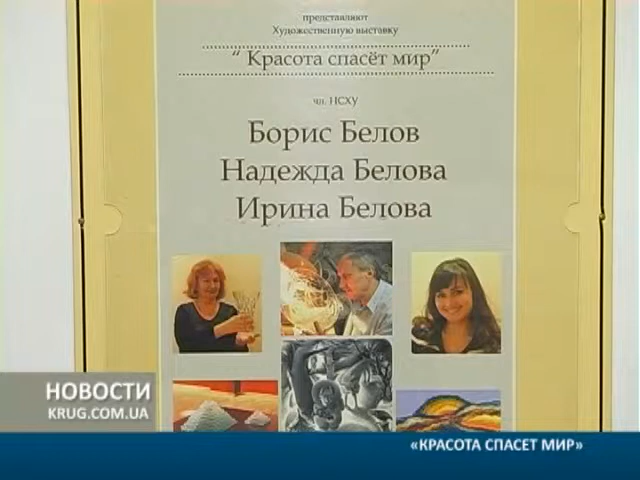 представляют
Художественную выставку
“ Красота спасёт мир”
чл. НСХУ
Борис Белов
Надежда Белова
Ирина Белова
НОВОСТИ
KRUG.COM.UA
«КРАСОТА СПАСЕТ МИР»